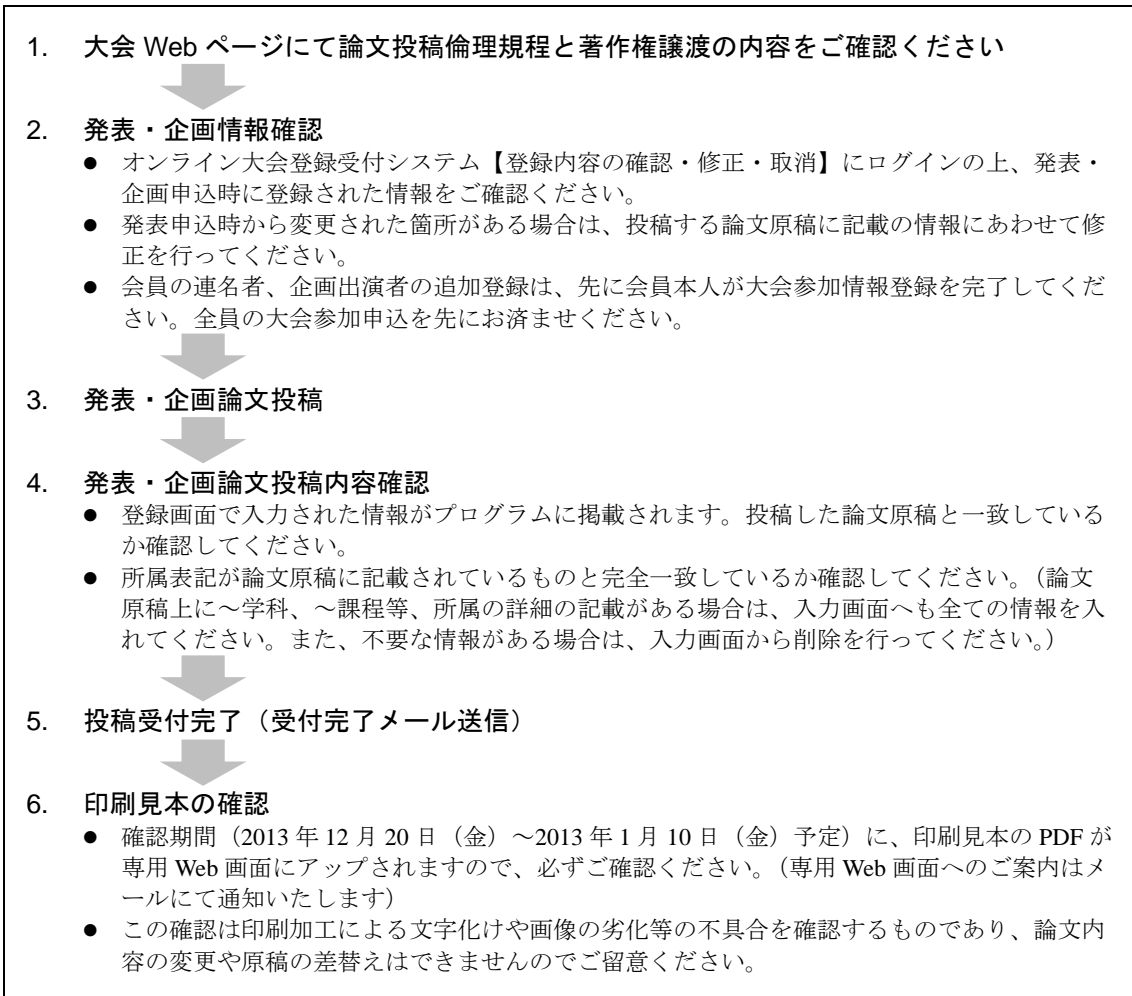 1. 大会 Web ページにて論文投稿倫理規程と著作権譲渡の内容をご確認ください
2. 発表・企画情報確認
● オンライン大会登録受付システム【登録内容の確認・修正・取消】にログインの上、発表・
企画申込時に登録された情報をご確認ください。
● 発表申込時から変更された箇所がある場合は、投稿する論文原稿に記載の情報にあわせて修
正を行ってください。
● 会員の連名者、企画出演者の追加登録は、先に会員本人が大会参加情報登録を完了してくだ
さい。全員の大会参加申込を先にお済ませください。
3. 発表・企画論文投稿
4. 発表・企画論文投稿内容確認
● 登録画面で入力された情報がプログラムに掲載されます。投稿した論文原稿と一致している
か確認してください。
● 所属表記が論文原稿に記載されているものと完全一致しているか確認してください。（論文
原稿上に～学科、～課程等、所属の詳細の記載がある場合は、入力画面へも全ての情報を入
れてください。また、不要な情報がある場合は、入力画面から削除を行ってください。）
5. 投稿受付完了（受付完了メール送信）
6. 印刷見本の確認
● 確認期間（2013 年 12 月 20 日（金）～2013 年 1 月 10 日（金）予定）に、印刷見本の PDF が
専用 Web 画面にアップされますので、必ずご確認ください。（専用 Web 画面へのご案内はメ
ールにて通知いたします）
● この確認は印刷加工による文字化けや画像の劣化等の不具合を確認するものであり、論文内
容の変更や原稿の差替えはできませんのでご留意ください。